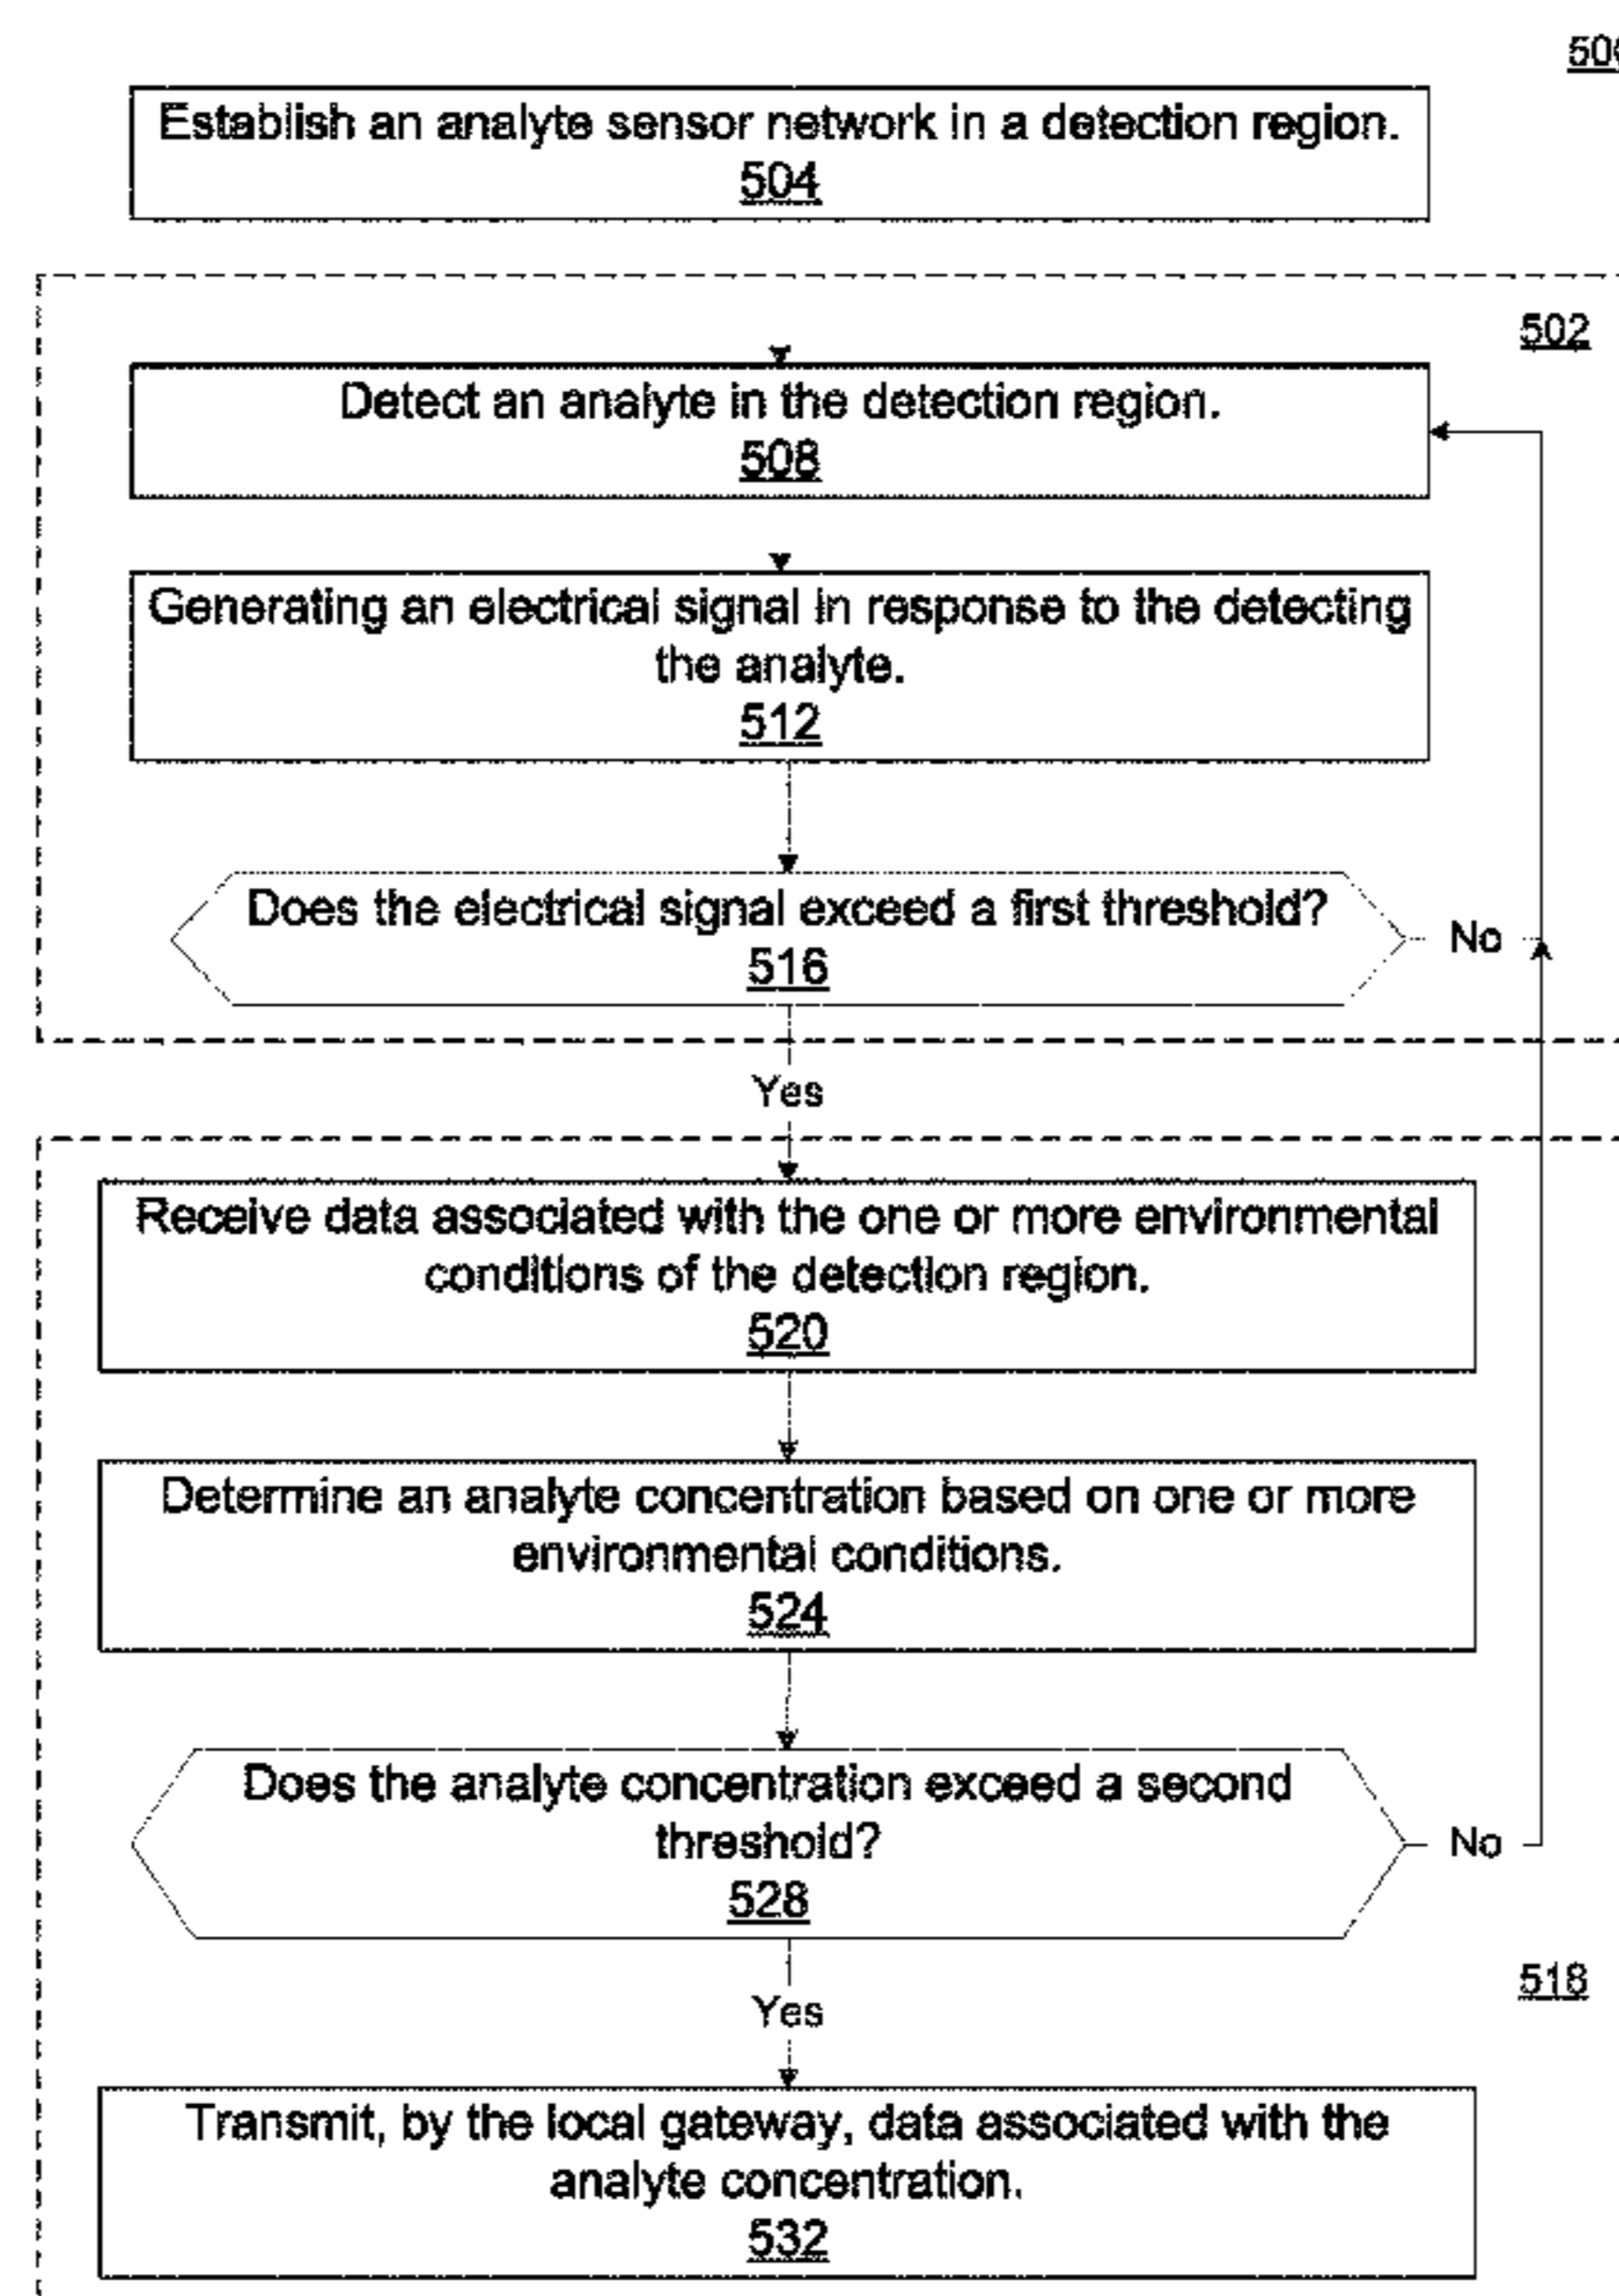 Establish an analyte sensor network in a detection region.
504
502
Detect an analyte in the detection region.
508
Generating an electrical signal in response to the detecting
the analyte.
512
Does the electrical signal exceed a first threshold?
516
No
Yes
Receive data associated with the one or more environmental
conditions of the detection region.
520
Determine an analyte concentration based on one or more
environmental conditions.
524
Does the analyte concentration exceed a second
threshold?
528
No
518
Yes
Transmit, by the local gateway, data associated with the
analyte concentration.
532